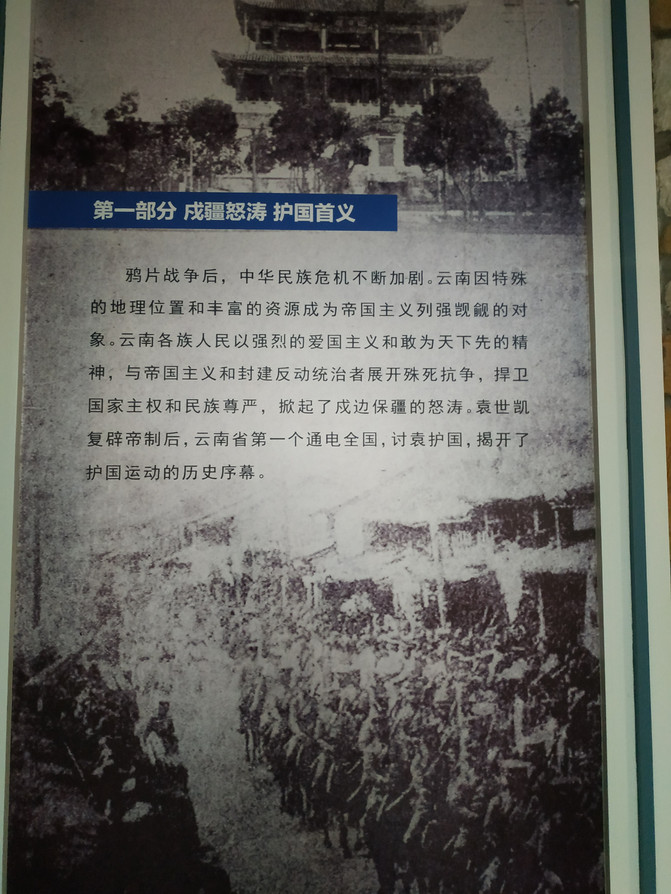 第一部分 戍疆怒涛 护国首义
鸦片战争后，中华民族危机不断加剧。云南因特殊
的地理位置和丰富的资源成为帝国主义列强觊觎的对
象。云南各族人民以强烈的爱国主义和敢为天下先的精
神，与帝国主义和封建反动统治者展开殊死抗争，捍卫
国家主权和民族尊严，掀起了戍边保疆的怒涛。袁世凯
复辟帝制后，云南省第一个通电全国，讨袁护国，揭开了
护国运动的历史序幕。